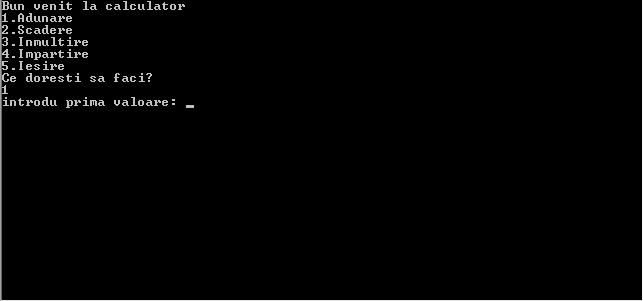 Bun venit la calculator
1.Adunare
2.Scadere
3.Inmultire
4.Impartire
5.Iesire
Ce doresti sa faci?
1
introdu prima valoare: _